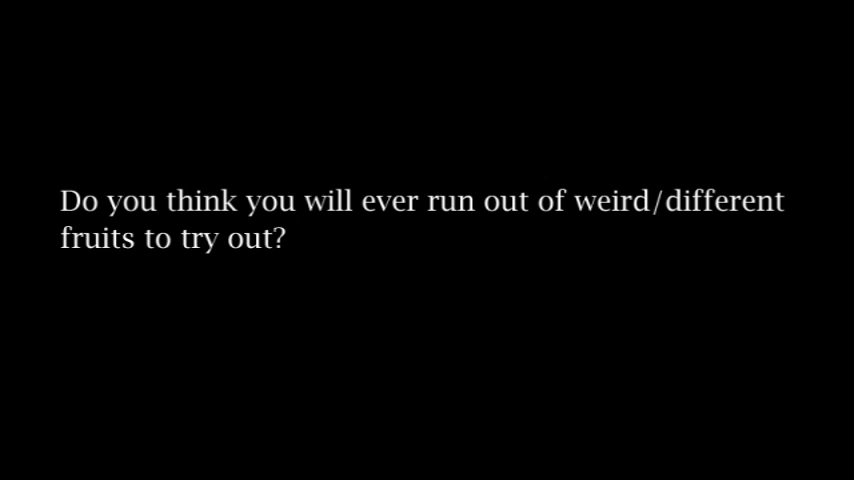 Do you think you will ever run out of weird/different
fruits to try out?